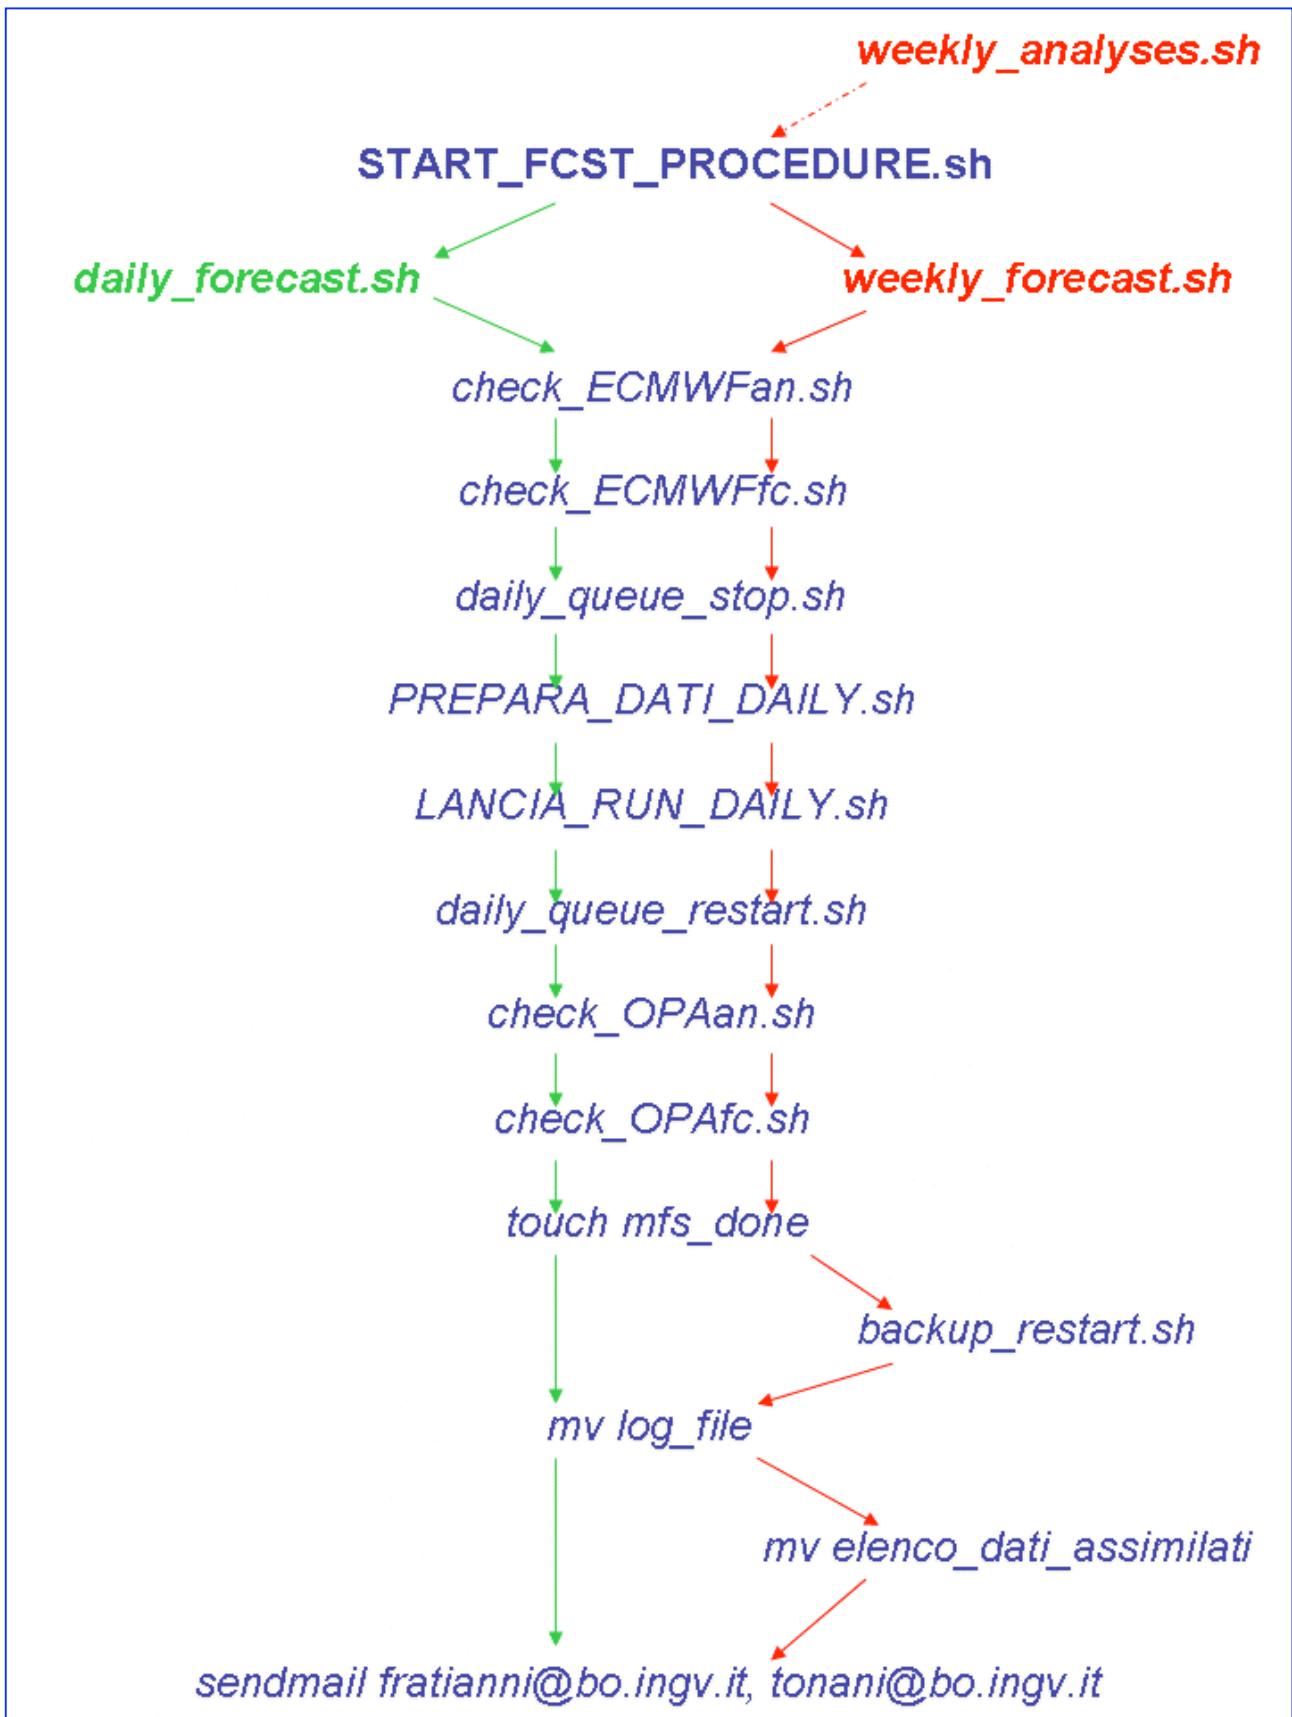 weekly_analyses.sh
START_FCST_PROCEDURE.sh
daily_forecast.sh weekly_forecast.sh
check_ECMWFan.sh
check_ECMWFfc.sh
daily_queue_stop.sh
PREPARA_DATI_DAILY.sh
LANCIA_RUN_DAILY.sh
daily_queue_restart.sh
check_OPAan.sh
check_OPAfc.sh
touch mfs_done
backup_restart.sh
mv log_file
mv elenco_dati_assimilati
sendmail fratianni@bo.ingv.it, tonani@bo.ingv.it